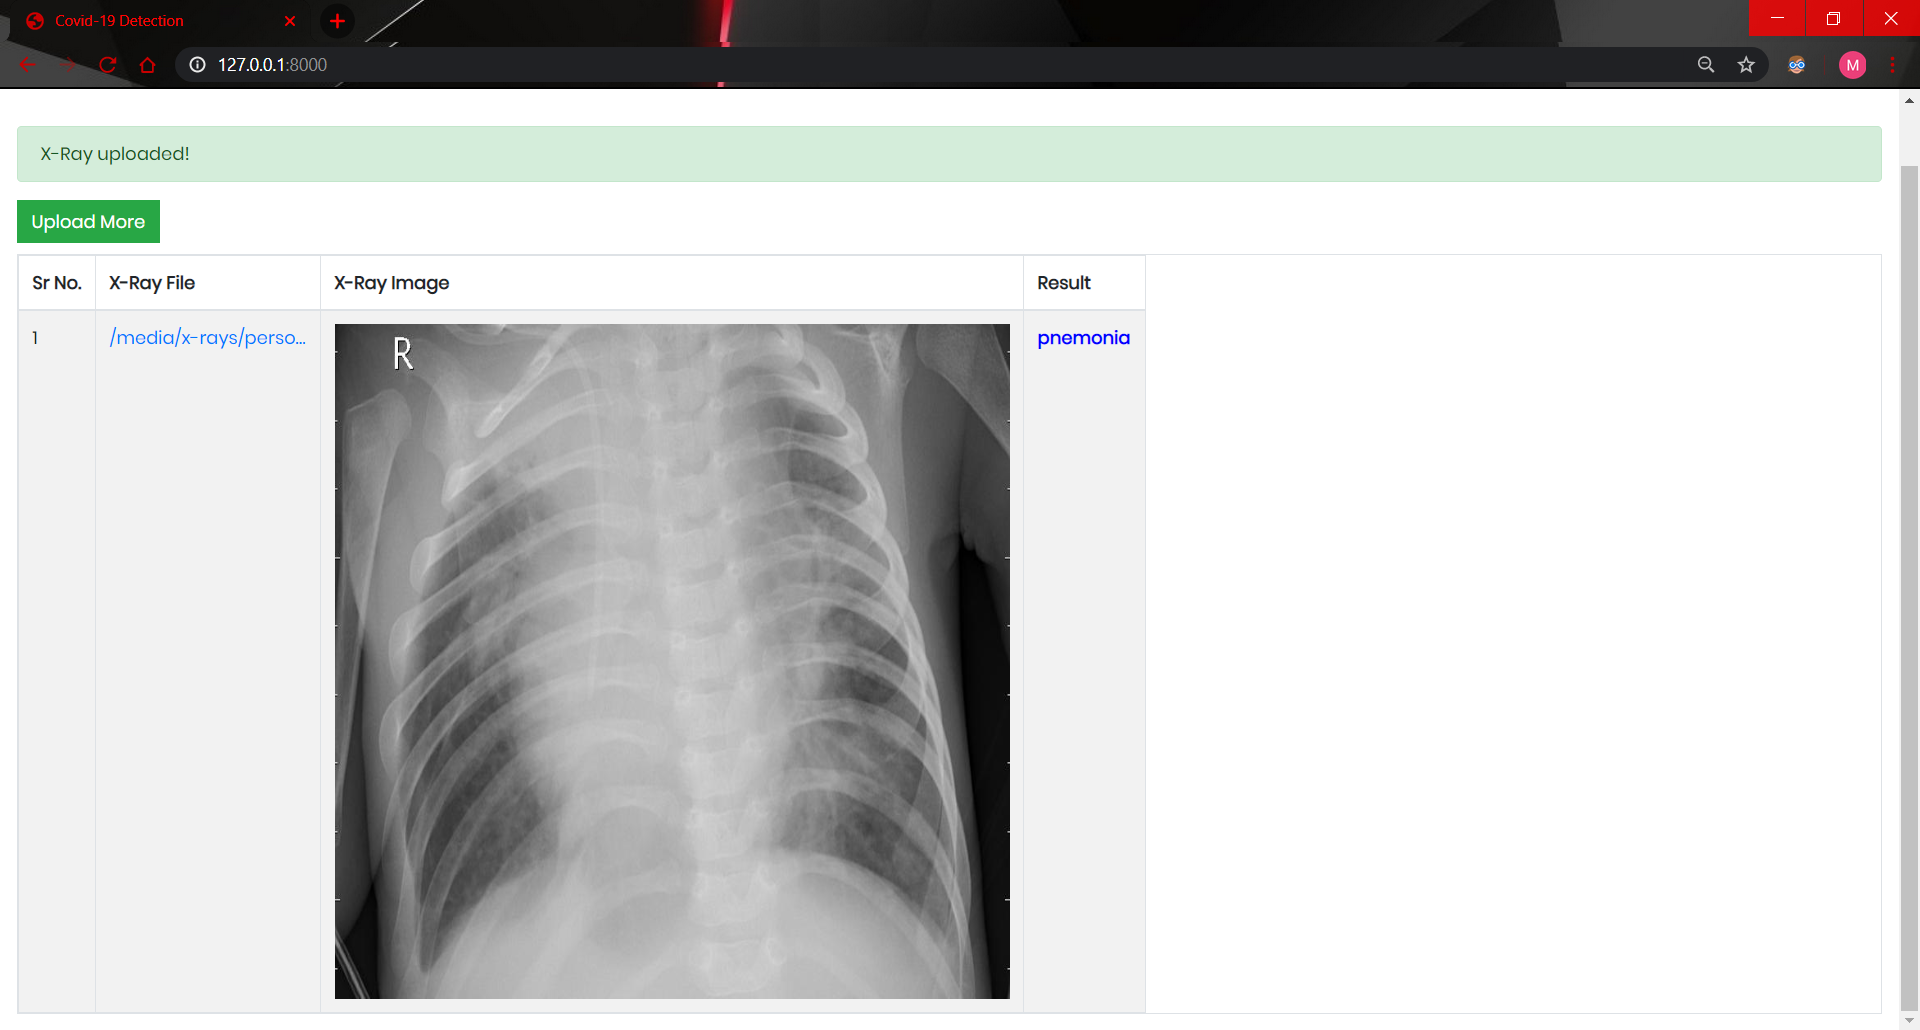 Covid-19 Detection
127.0.0.1:8000
M
X-Ray uploaded!
Upload More
Sr No. X-Ray File X-Ray Image Result
1 /media/x-rays/perso... pnemonia
R